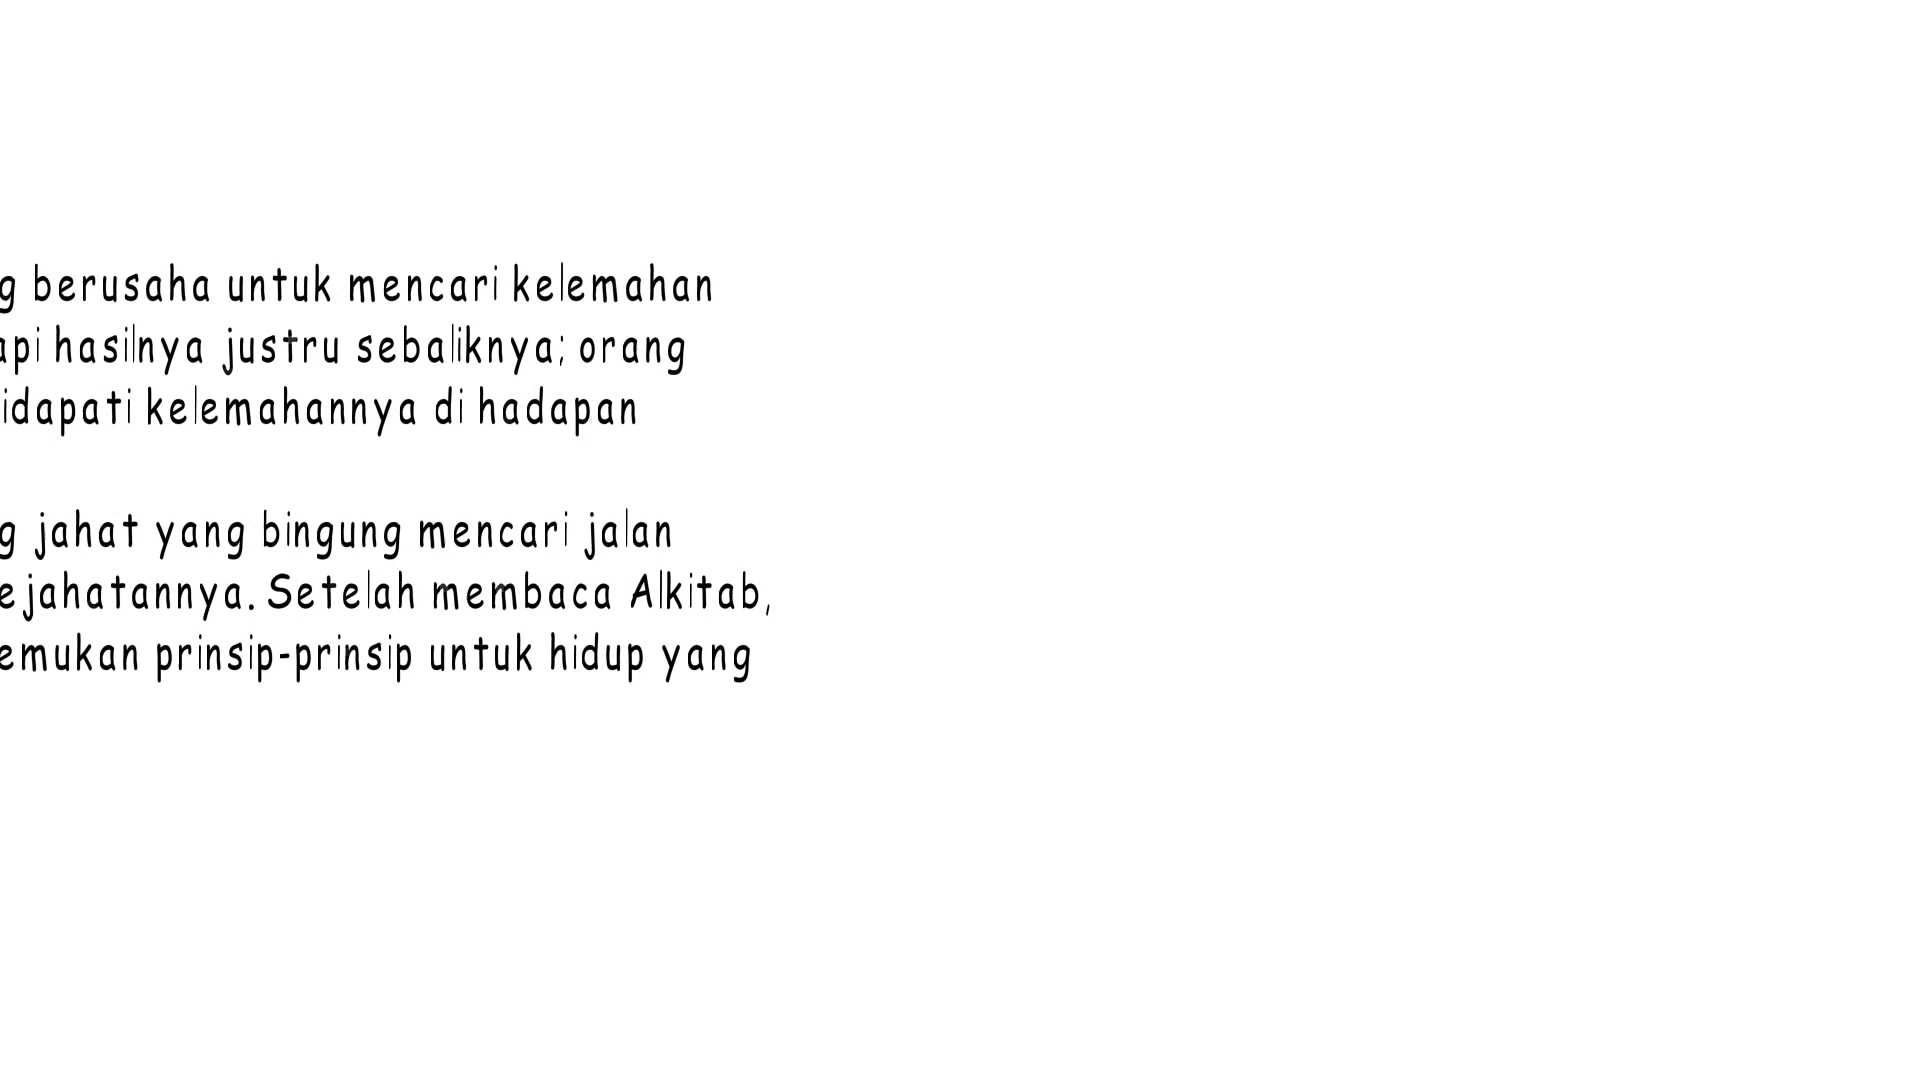 g berusaha untuk mencari kelemahan
api hasilnya justru sebaliknya; orang
idapati kelemahannya di hadapan
g jahat yang bingung mencari jalan
ejahatannya. Setelah membaca Alkitab,
emukan prinsip-prinsip untuk hidup yang